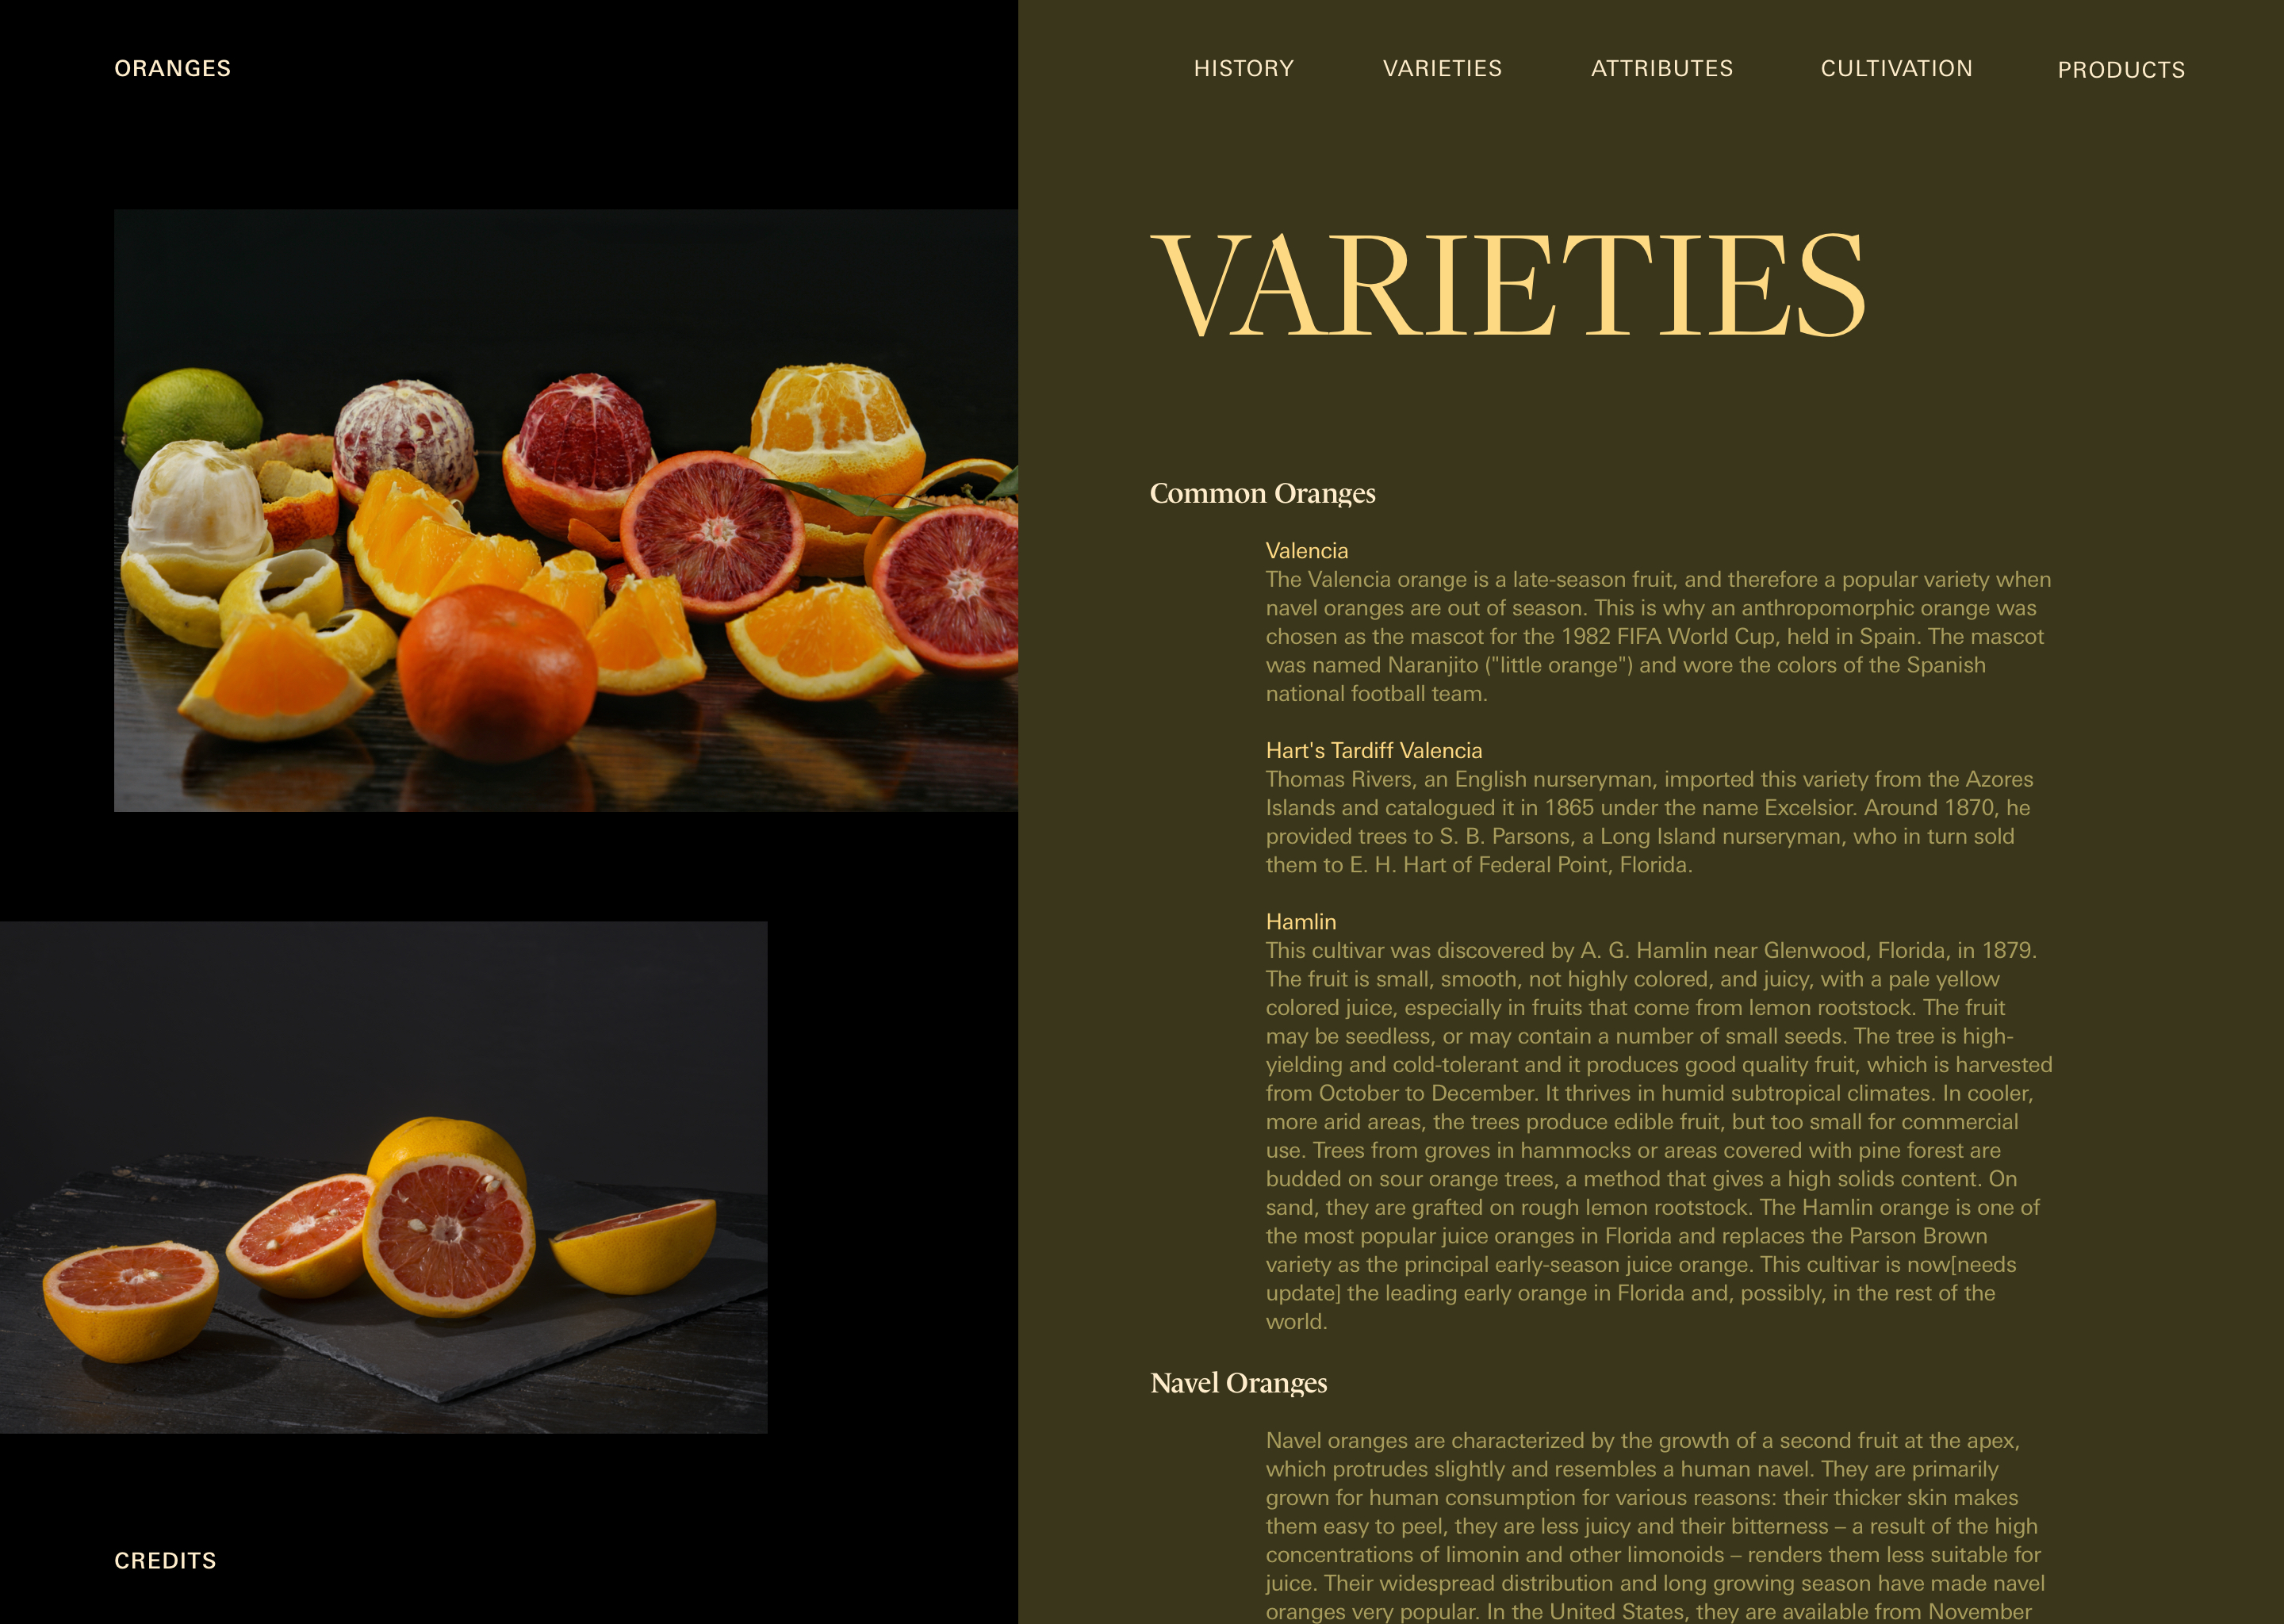 ORANGES
HISTORY VARIETIES ATTRIBUTES CULTIVATION PRODUCTS
VARIETIES
Common Oranges
Valencia
The Valencia orange is a late-season fruit, and therefore a popular variety when
navel oranges are out of season. This is why an anthropomorphic orange was
chosen as the mascot for the 1982 FIFA World Cup, held in Spain. The mascot
was named Naranjito ("little orange") and wore the colors of the Spanish
national football team.
Hart's Tardiff Valencia
Thomas Rivers, an English nurseryman, imported this variety from the Azores
Islands and catalogued it in 1865 under the name Excelsior. Around 1870, he
provided trees to S. B. Parsons, a Long Island nurseryman, who in turn sold
them to E. H. Hart of Federal Point, Florida.
Hamlin
This cultivar was discovered by A. G. Hamlin near Glenwood, Florida, in 1879.
The fruit is small, smooth, not highly colored, and juicy, with a pale yellow
colored juice, especially in fruits that come from lemon rootstock. The fruit
may be seedless, or may contain a number of small seeds. The tree is high-
yielding and cold-tolerant and it produces good quality fruit, which is harvested
from October to December. It thrives in humid subtropical climates. In cooler,
more arid areas, the trees produce edible fruit, but too small for commercial
use. Trees from groves in hammocks or areas covered with pine forest are
budded on sour orange trees, a method that gives a high solids content. On
sand, they are grafted on rough lemon rootstock. The Hamlin orange is one of
the most popular juice oranges in Florida and replaces the Parson Brown
variety as the principal early-season juice orange. This cultivar is now[needs
update] the leading early orange in Florida and, possibly, in the rest of the
world.
Navel Oranges
Navel oranges are characterized by the growth of a second fruit at the apex,
which protrudes slightly and resembles a human navel. They are primarily
grown for human consumption for various reasons: their thicker skin makes
them easy to peel, they are less juicy and their bitterness – a result of the high
concentrations of limonin and other limonoids – renders them less suitable for
juice. Their widespread distribution and long growing season have made navel
oranges very popular. In the United States, they are available from November
CREDITS